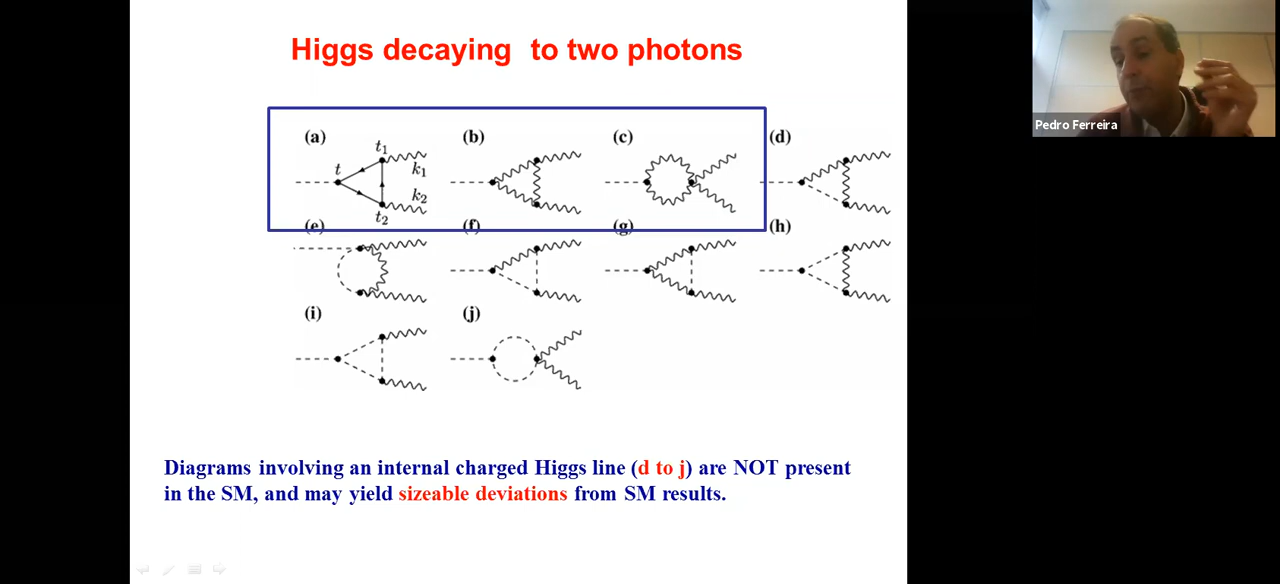 Higgs decaying to two photons
Pedro Ferreira
(a) (b) (c) (d)
t t1 k1 k2 t2
(e) (f) (g) (h)
(i) (j)
Diagrams involving an internal charged Higgs line (d to j) are NOT present
in the SM, and may yield sizeable deviations from SM results.